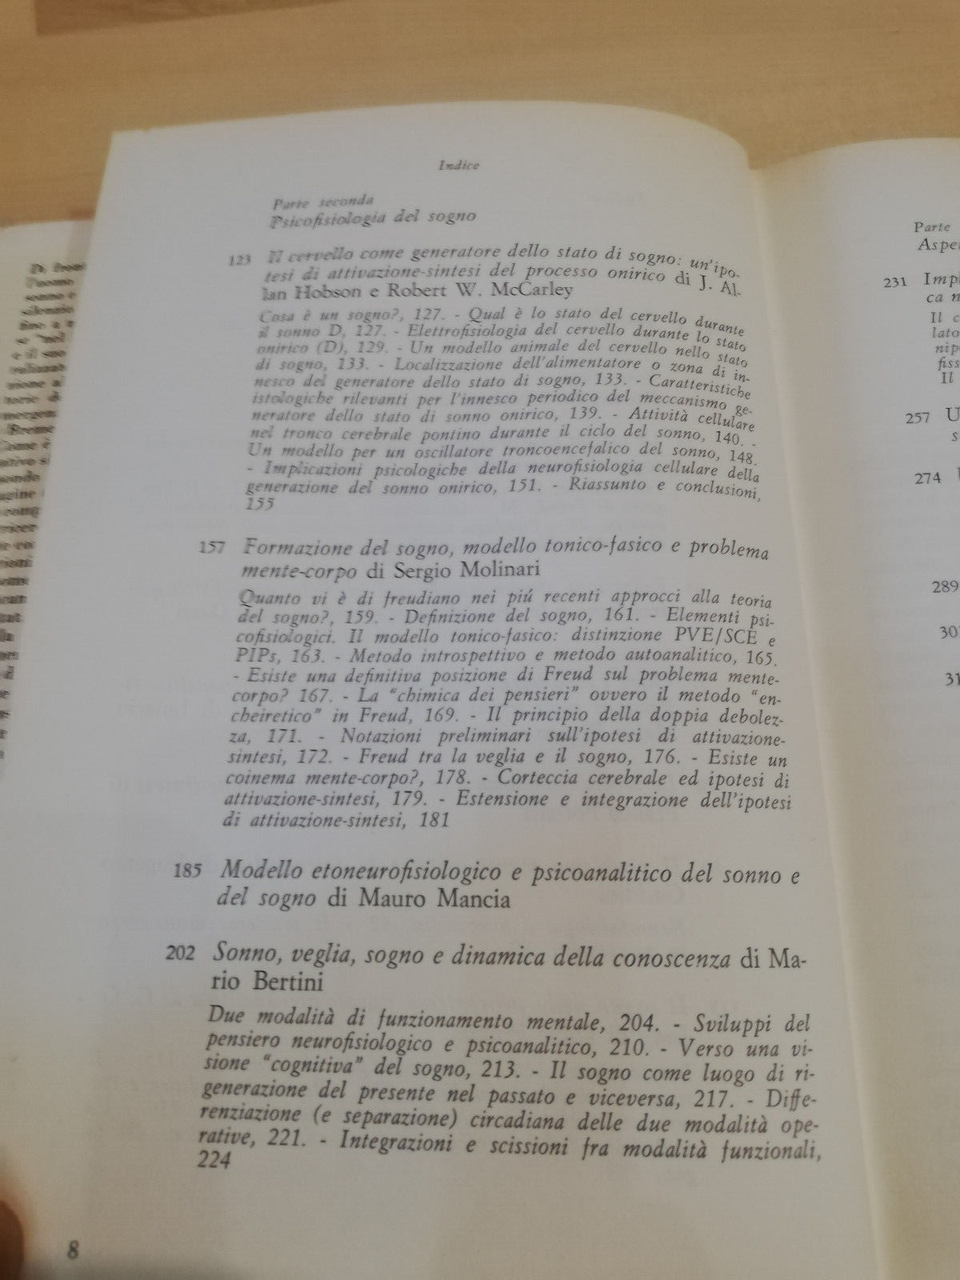 Indice
Parte seconda
Psicofisiologia del sogno
123 Il cervello come generatore dello stato di sogno: un'ipo-
tesi di attivazione-sintesi del processo onirico di J. Al-
lan Hobson e Robert W. McCarley
Cosa è un sogno?, 127. - Qual è lo stato del cervello durante
il sonno D, 127. - Elettrofisiologia del cervello durante lo stato
onirico (D), 129. - Un modello animale del cervello nello stato
di sogno, 133. - Localizzazione dell'alimentatore o zona di in-
nesco del generatore dello stato di sogno, 133. - Caratteristiche
istologiche rilevanti per l'innesco periodico del meccanismo ge-
neratore dello stato di sonno onirico, 139. - Attività cellulare
nel tronco cerebrale pontino durante il ciclo del sonno, 140. -
Un modello per un oscillatore troncoencefalico del sonno, 148.
- Implicazioni psicologiche della neurofisiologia cellulare della
generazione del sonno onirico, 151. - Riassunto e conclusioni,
155
157 Formazione del sogno, modello tonico-fasico e problema
mente-corpo di Sergio Molinari
Quanto vi è di freudiano nei piú recenti approcci alla teoria
del sogno?, 159. - Definizione del sogno, 161. - Elementi psi-
cofisiologici. Il modello tonico-fasico: distinzione PVE/SCE e
PIPs, 163. - Metodo introspettivo e metodo autoanalitico, 165.
- Esiste una definitiva posizione di Freud sul problema mente-
corpo? 167. - La "chimica dei pensieri" ovvero il metodo "en-
cheiretico" in Freud, 169. - Il principio della doppia debolez-
za, 171. - Notazioni preliminari sull'ipotesi di attivazione-
sintesi, 172. - Freud tra la veglia e il sogno, 176. - Esiste un
coinema mente-corpo?, 178. - Corteccia cerebrale ed ipotesi di
attivazione-sintesi, 179. - Estensione e integrazione dell'ipotesi
di attivazione-sintesi, 181
185 Modello etoneurofisiologico e psicoanalitico del sonno e
del sogno di Mauro Mancia
202 Sonno, veglia, sogno e dinamica della conoscenza di Ma-
rio Bertini
Due modalità di funzionamento mentale, 204. - Sviluppi del
pensiero neurofisiologico e psicoanalitico, 210. - Verso una vi-
sione "cognitiva" del sogno, 213. - Il sogno come luogo di ri-
generazione del presente nel passato e viceversa, 217. - Diffe-
renziazione (e separazione) circadiana delle due modalità ope-
rative, 221. - Integrazioni e scissioni fra modalità funzionali,
224
8
Parte
231
ca
Il
fiss
Il
257 U
274
289